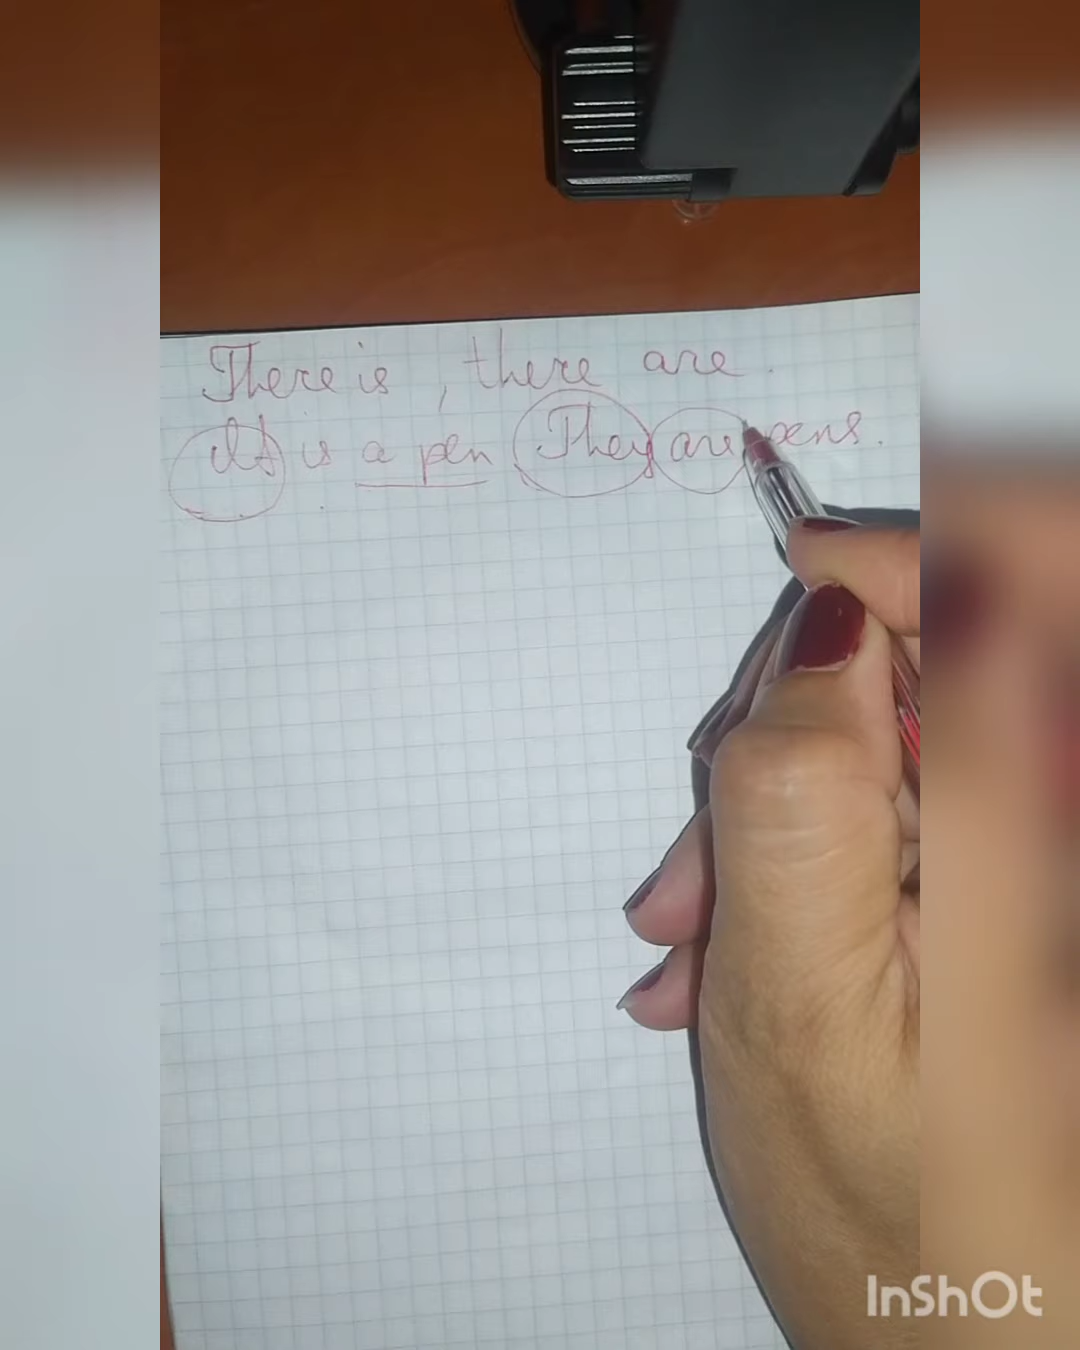 There is, there are.
It is a pen They are pens.
InShOt